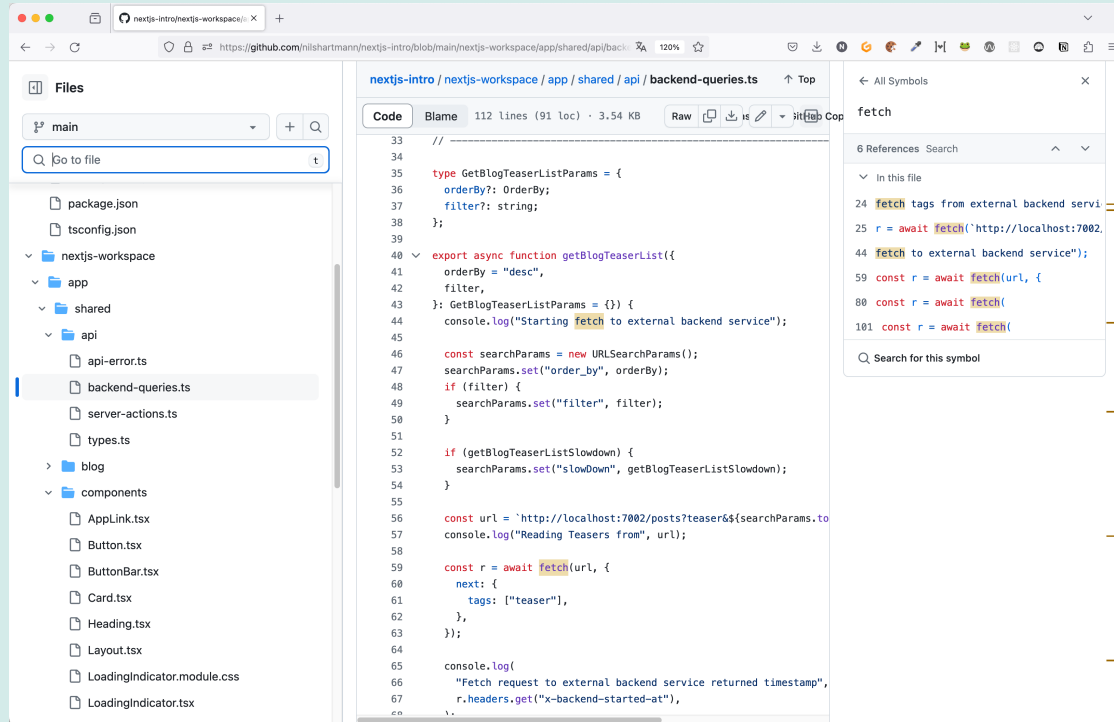 nextjs-intro/nextjs-workspace/a
https://github.com/nilshartmann/nextjs-intro/blob/main/nextjs-workspace/app/shared/api/backe
120%
Files
main
Go to file
t
package.json
tsconfig.json
nextjs-workspace
app
shared
api
api-error.ts
backend-queries.ts
server-actions.ts
types.ts
blog
components
AppLink.tsx
Button.tsx
ButtonBar.tsx
Card.tsx
Heading.tsx
Layout.tsx
LoadingIndicator.module.css
LoadingIndicator.tsx
nextjs-intro / nextjs-workspace / app / shared / api / backend-queries.ts
Top
Code Blame 112 lines (91 loc) · 3.54 KB Raw
33 // 
34
35 type GetBlogTeaserListParams = {
36 orderBy?: OrderBy;
37 filter?: string;
38 };
39
40 export async function getBlogTeaserList({
41 orderBy = "desc",
42 filter,
43 }: GetBlogTeaserListParams = {}) {
44 console.log("Starting fetch to external backend service");
45
46 const searchParams = new URLSearchParams();
47 searchParams.set("order_by", orderBy);
48 if (filter) {
49 searchParams.set("filter", filter);
50 }
51
52 if (getBlogTeaserListSlowdown) {
53 searchParams.set("slowDown", getBlogTeaserListSlowdown);
54 }
55
56 const url = `http://localhost:7002/posts?teaser&${searchParams.to
57 console.log("Reading Teasers from", url);
58
59 const r = await fetch(url, {
60 next: {
61 tags: ["teaser"],
62 },
63 });
64
65 console.log(
66 "Fetch request to external backend service returned timestamp",
67 r.headers.get("x-backend-started-at"),
68 );
All Symbols
fetch
6 References Search
In this file
24 fetch tags from external backend servi
25 r = await fetch(`http://localhost:7002
44 fetch to external backend service");
59 const r = await fetch(url, {
80 const r = await fetch(
101 const r = await fetch(
Search for this symbol